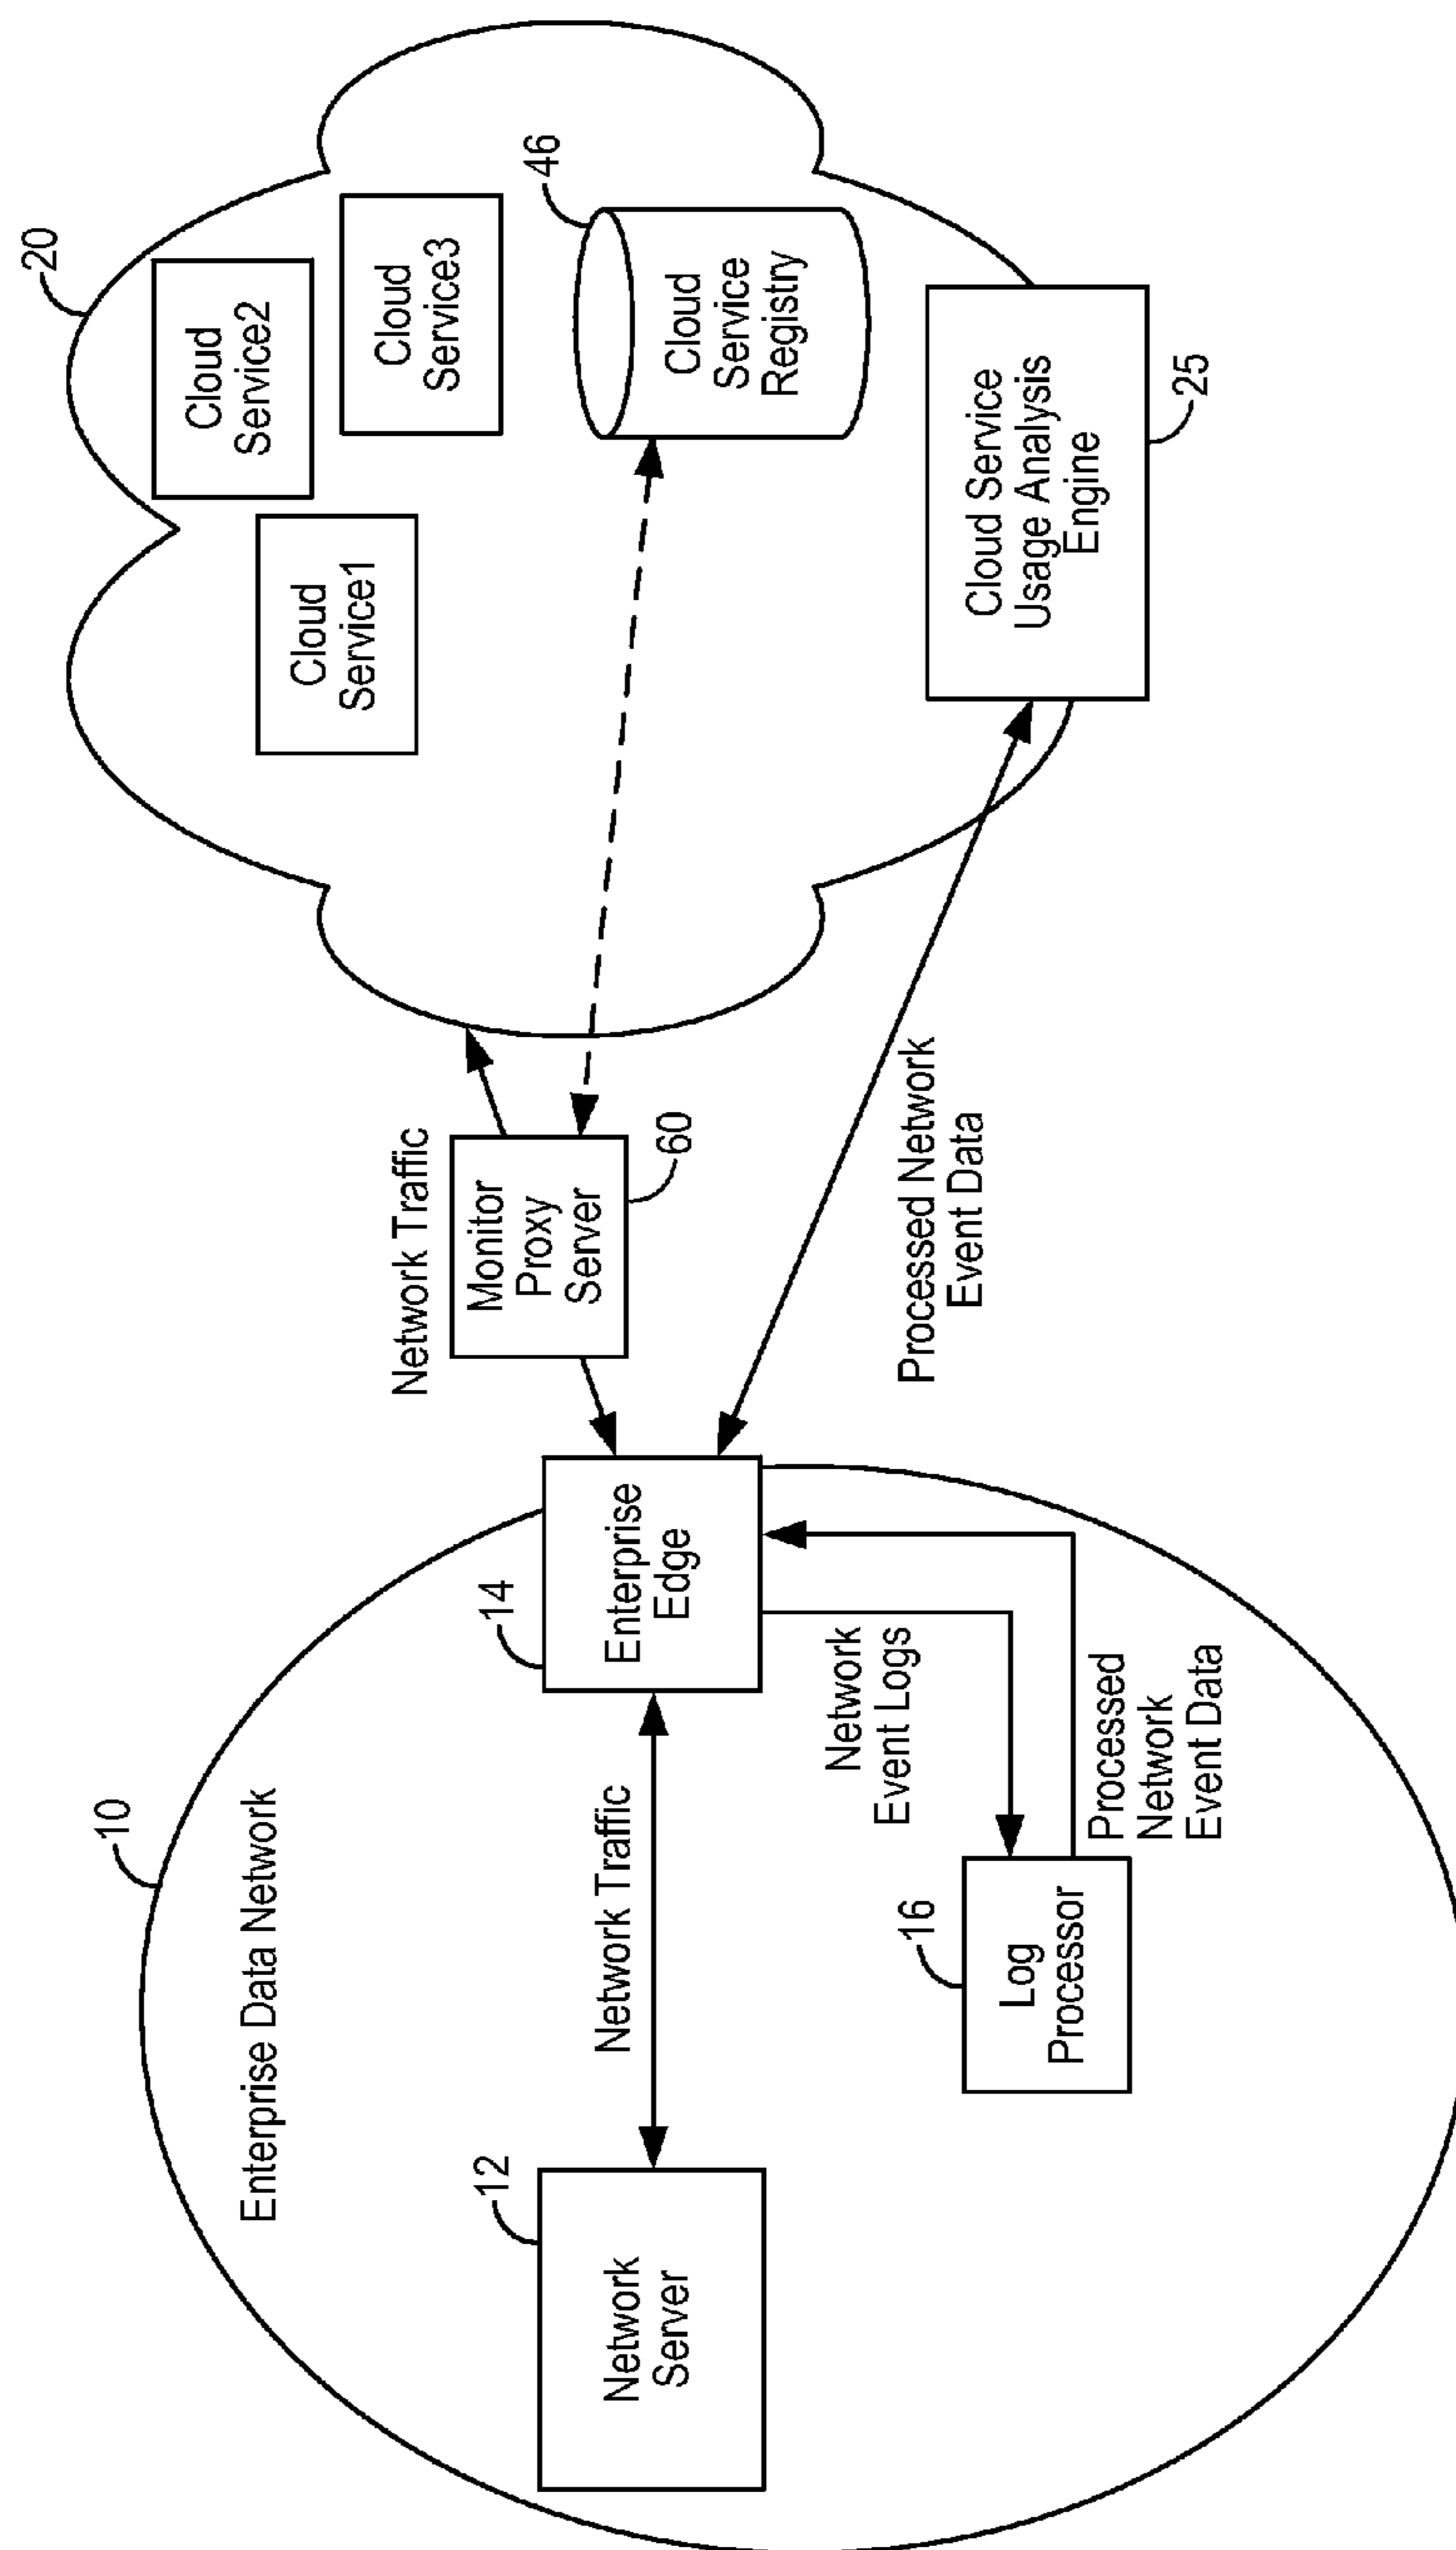 10
Enterprise Data Network
12
Network
Server
Network Traffic
14
Enterprise
Edge
Network
Event Logs
16
Log
Processor
Processed
Network
Event Data
Network Traffic
Monitor
Proxy
Server
60
Processed Network
Event Data
20
Cloud
Service1
Cloud
Service2
Cloud
Service3
46
Cloud
Service
Registry
Cloud Service
Usage Analysis
Engine
25